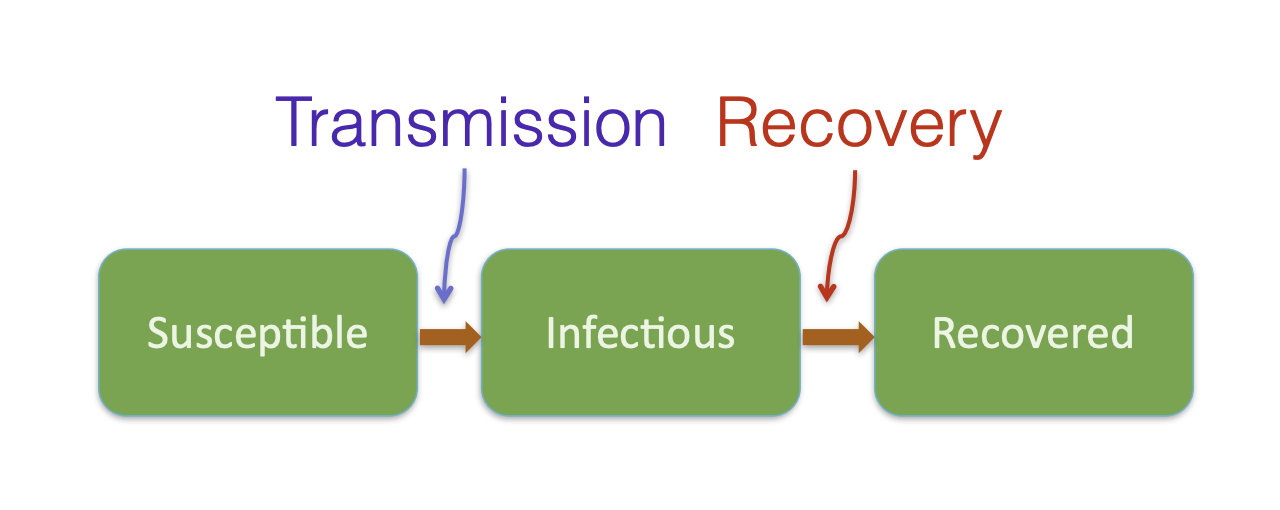 Transmission Recovery
Susceptible Infectious Recovered